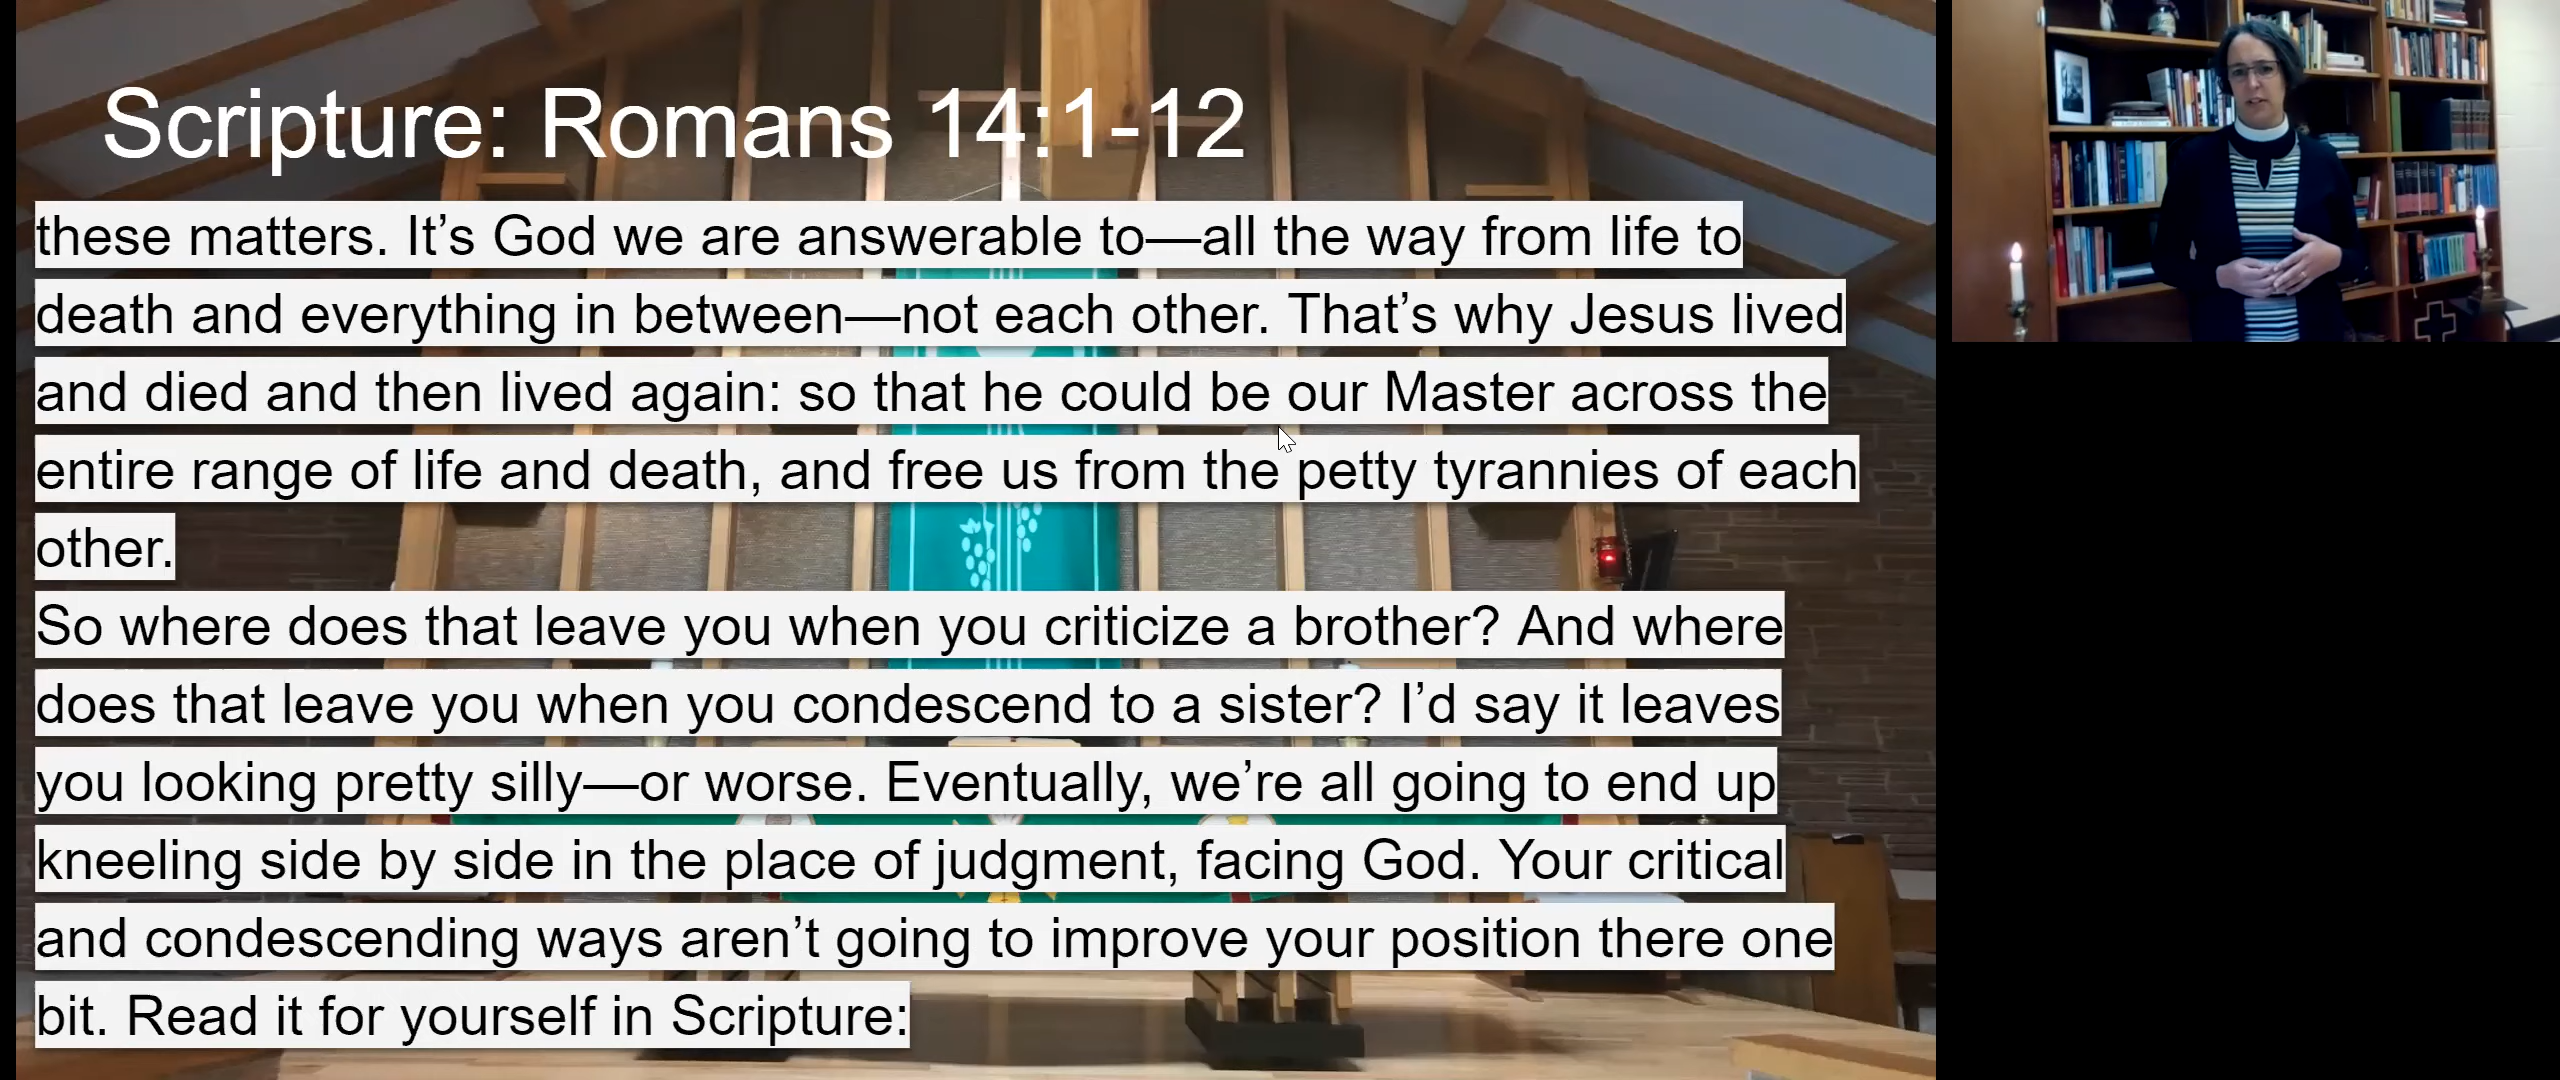 Scripture: Romans 14:1-12
these matters. It’s God we are answerable to—all the way from life to
death and everything in between—not each other. That’s why Jesus lived
and died and then lived again: so that he could be our Master across the
entire range of life and death, and free us from the petty tyrannies of each
other.
So where does that leave you when you criticize a brother? And where
does that leave you when you condescend to a sister? I’d say it leaves
you looking pretty silly—or worse. Eventually, we’re all going to end up
kneeling side by side in the place of judgment, facing God. Your critical
and condescending ways aren’t going to improve your position there one
bit. Read it for yourself in Scripture: